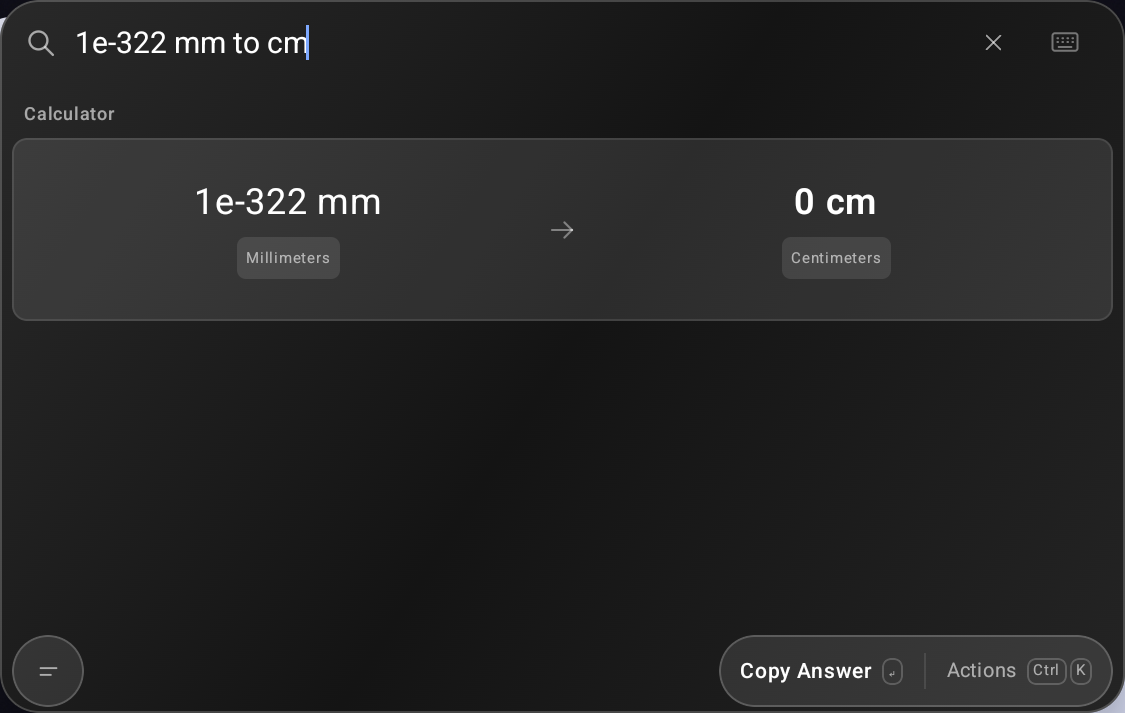 1e-322 mm to cm
Calculator
1e-322 mm → 0 cm
Millimeters Centimeters
Copy Answer ↲ Actions Ctrl K